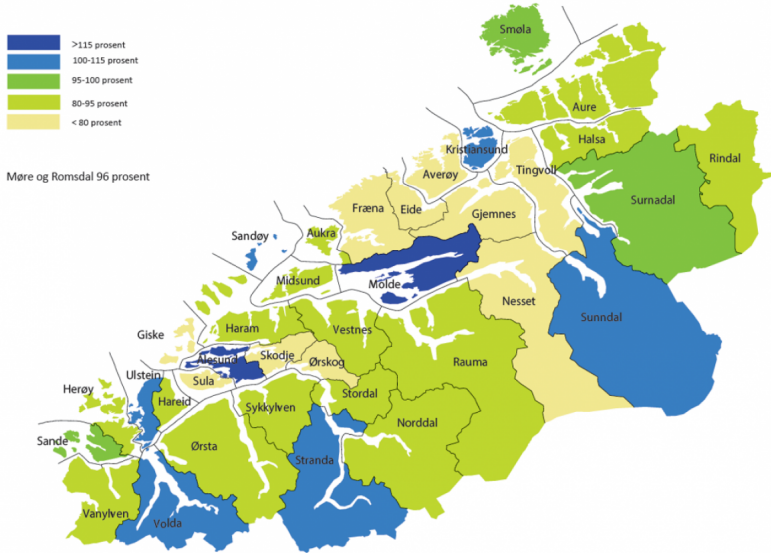 >115 prosent
100-115 prosent
95-100 prosent
80-95 prosent
< 80 prosent
Møre og Romsdal 96 prosent
Smøla
Aure
Kristiansund
Halsa
Rindal
Averøy
Tingvoll
Surnadal
Fræna
Eide
Gjemnes
Sandøy
Aukra
Midsund
Molde
Nesset
Sunndal
Giske
Haram
Vestnes
Ålesund
Skodje
Ørskog
Rauma
Ulstein
Sula
Herøy
Hareid
Sykkylven
Stordal
Norddal
Sande
Ørsta
Stranda
Vanylven
Volda